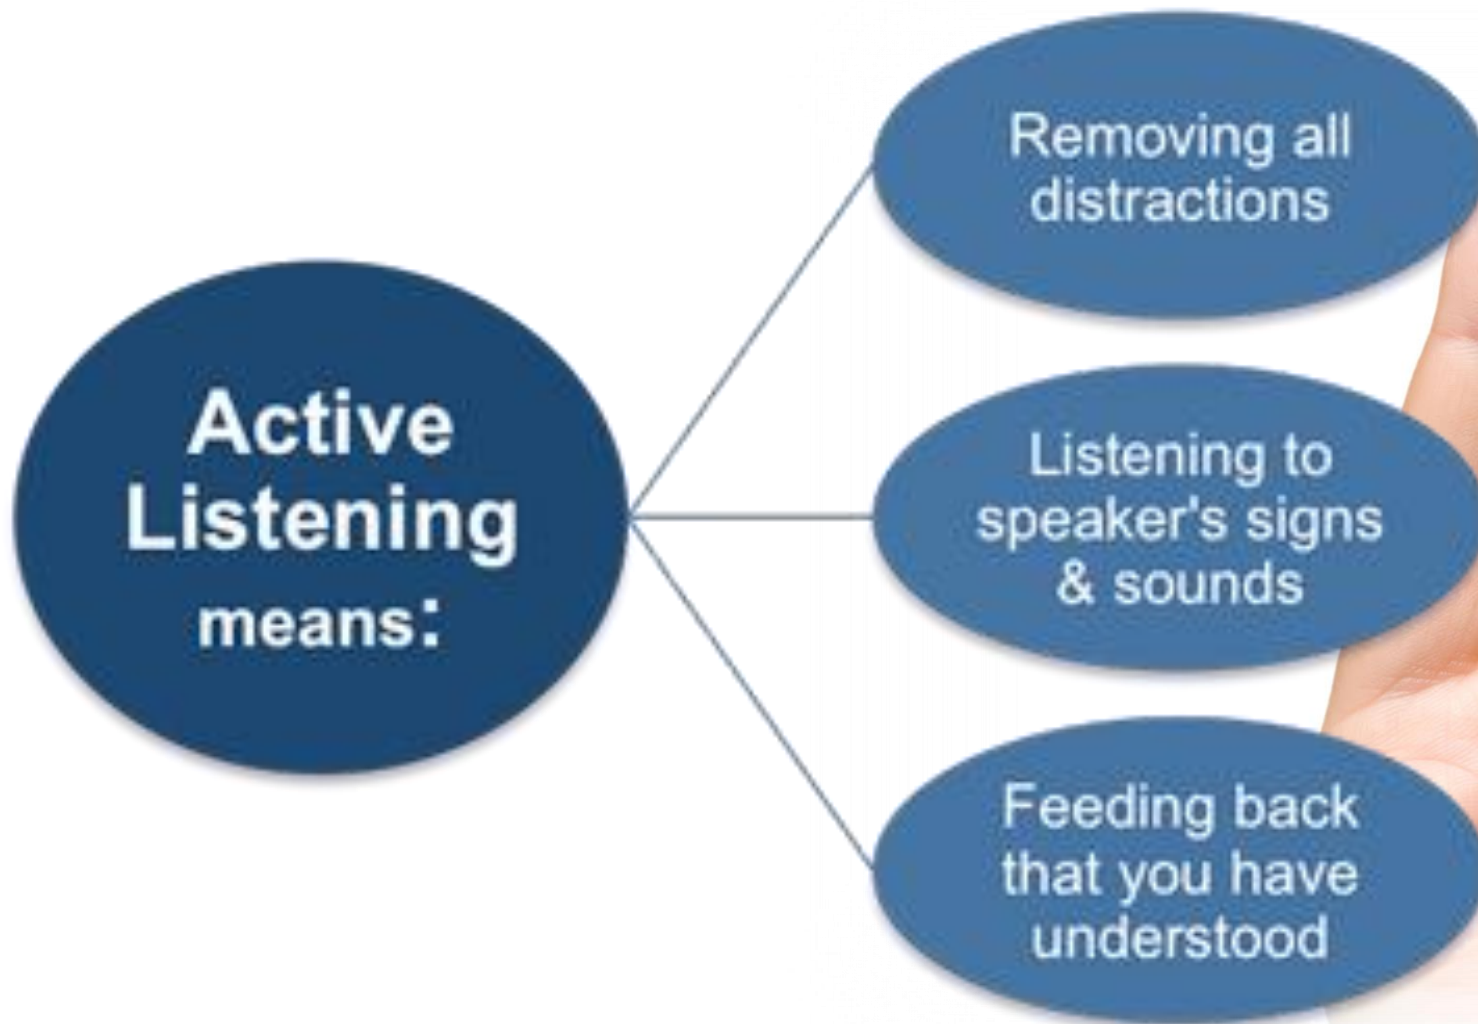 Active
Listening
means:
Removing all
distractions
Listening to
speaker's signs
& sounds
Feeding back
that you have
understood